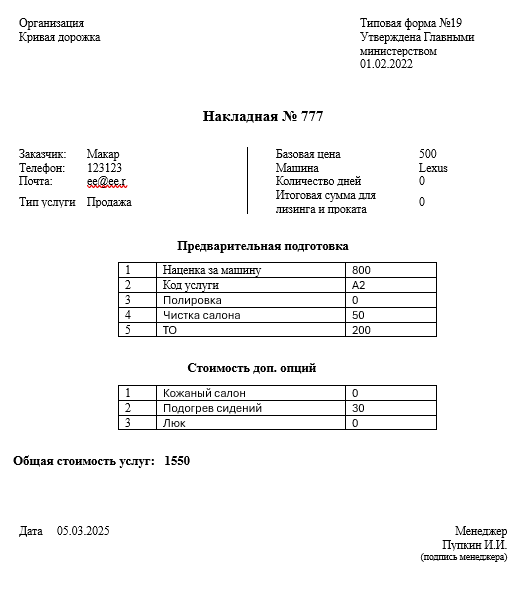 Организация
Кривая дорожка
Типовая форма №19
Утверждена Главными
министерством
01.02.2022
Накладная № 777
Заказчик: Макар
Телефон: 123123
Почта: ee@ee.r
Тип услуги Продажа
Базовая цена 500
Машина Lexus
Количество дней 0
Итоговая сумма для
лизинга и проката 0
Предварительная подготовка
1 Наценка за машину 800
2 Код услуги A2
3 Полировка 0
4 Чистка салона 50
5 ТО 200
Стоимость доп. опций
1 Кожаный салон 0
2 Подогрев сидений 30
3 Люк 0
Общая стоимость услуг: 1550
Дата 05.03.2025
Менеджер
Пупкин И.И.
(подпись менеджера)